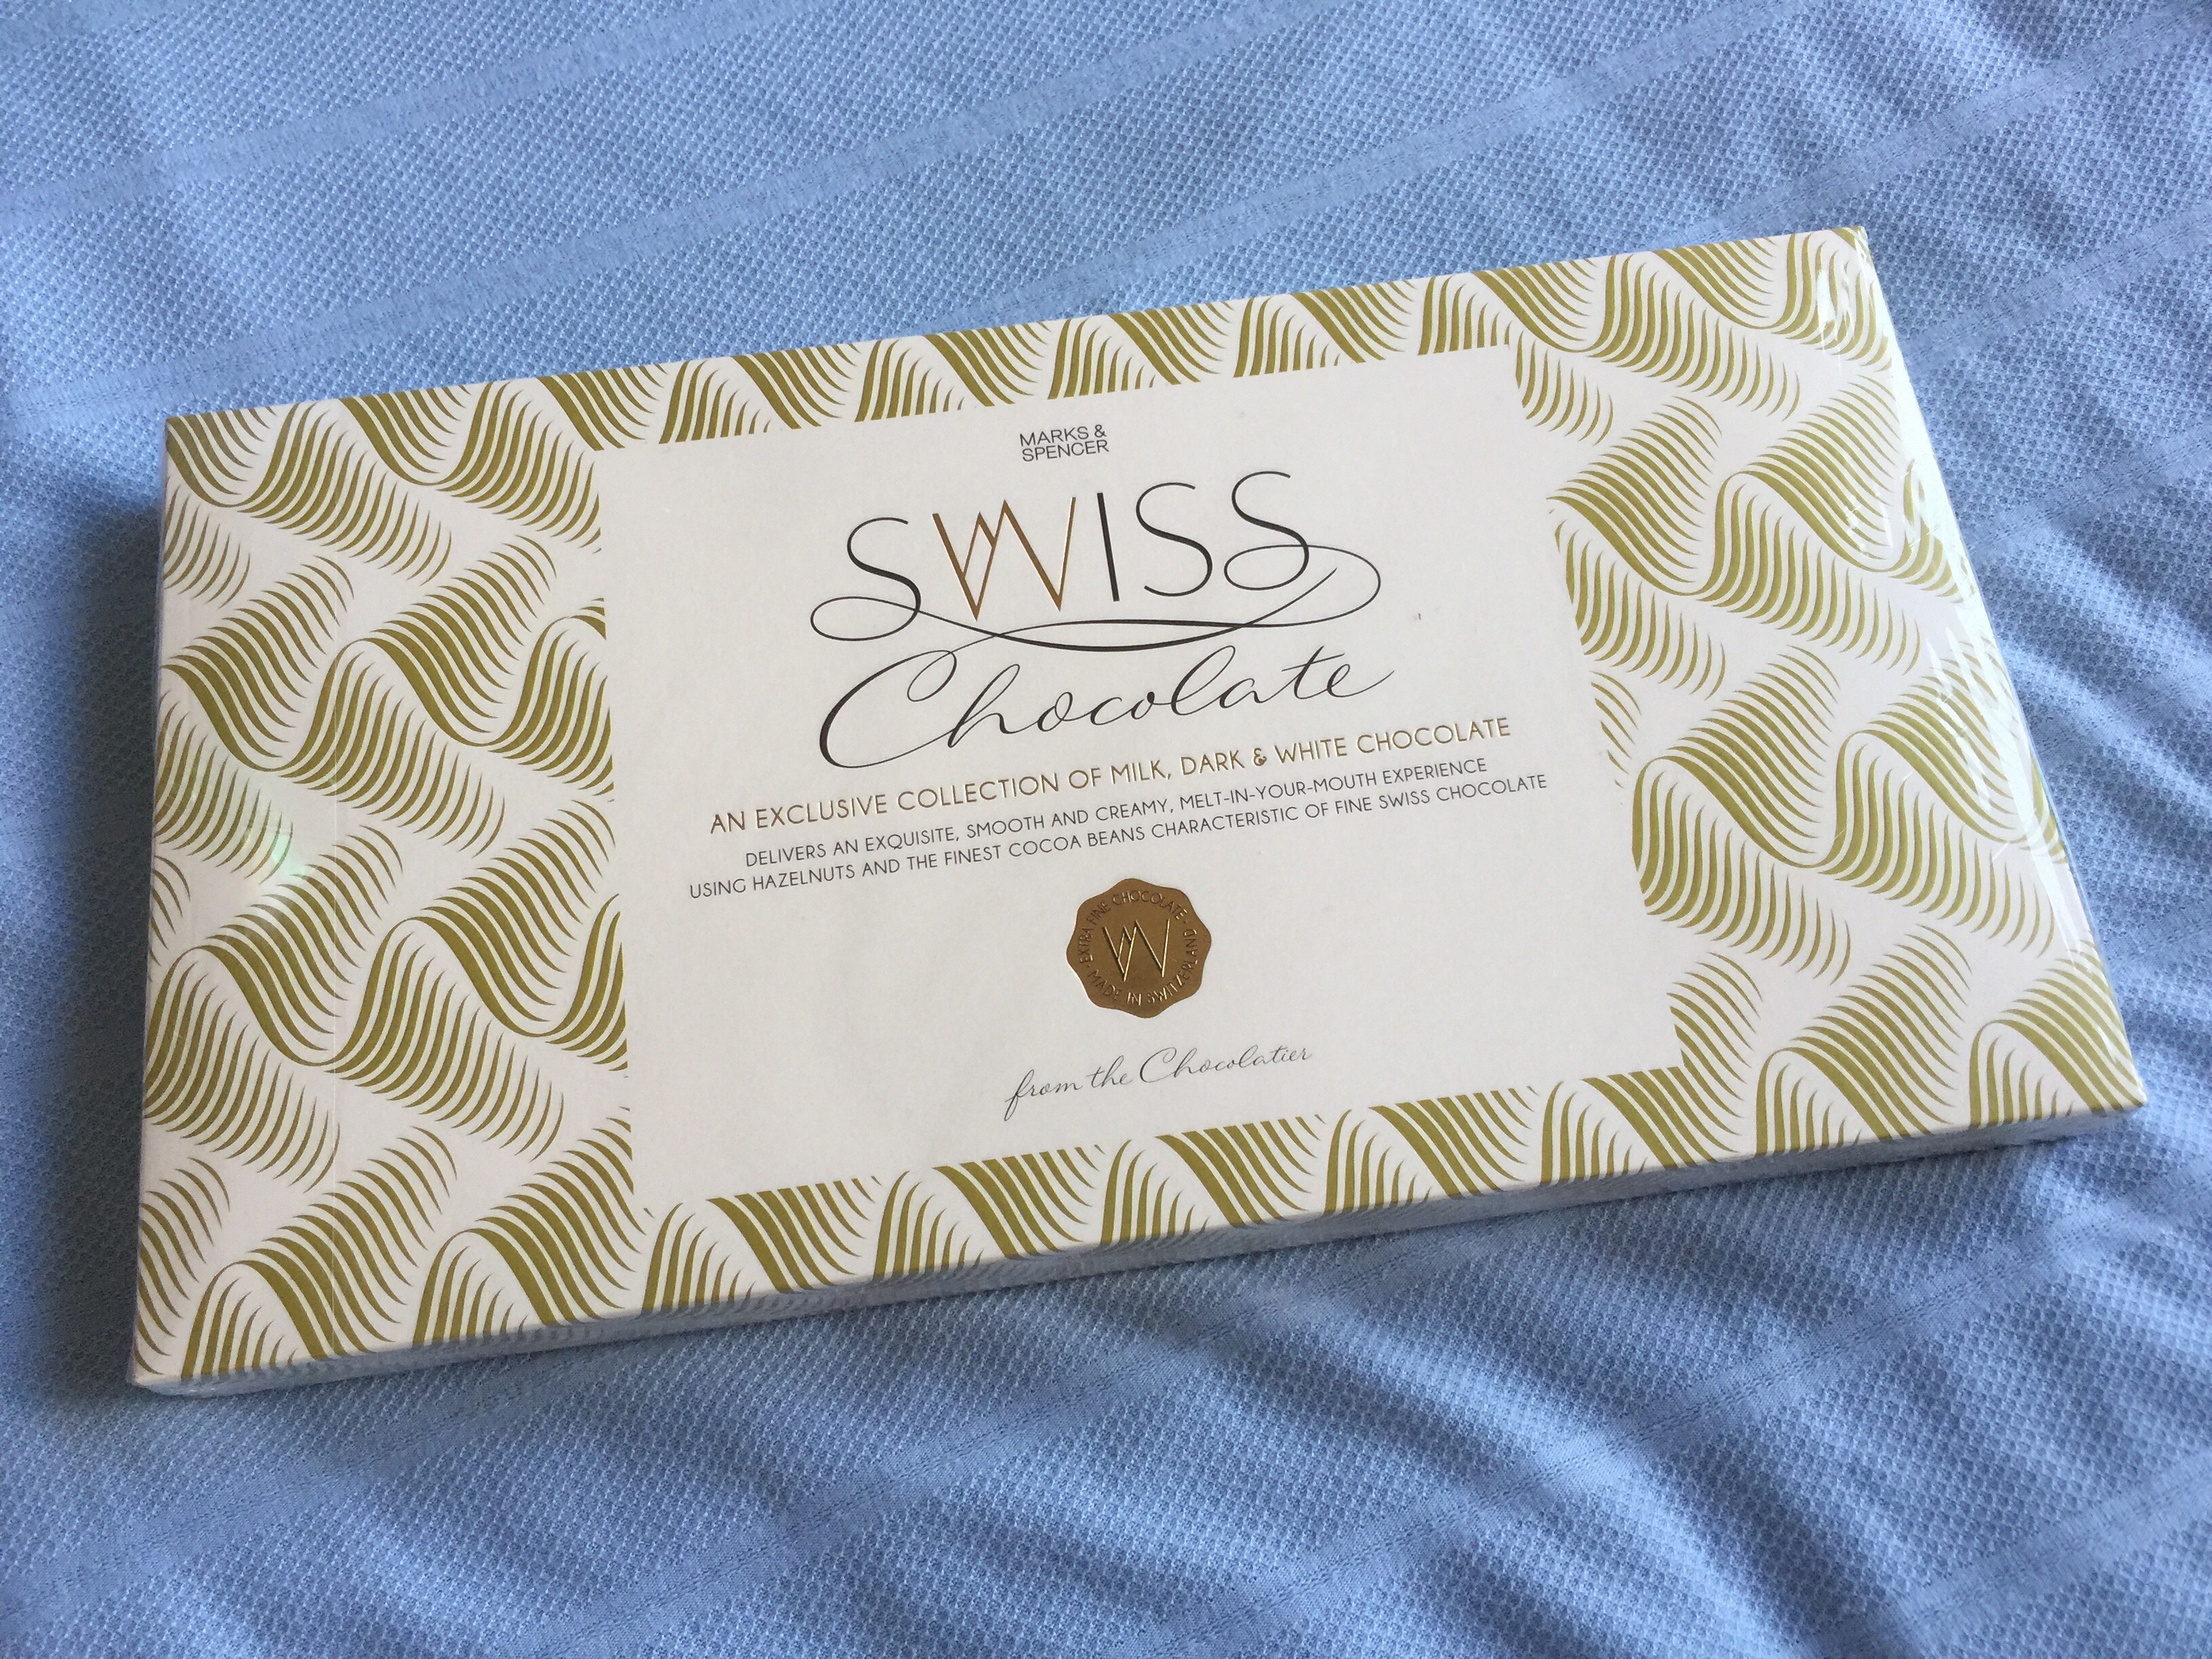 MARKS &
SPENCER
SWISS
Chocolate
AN EXCLUSIVE COLLECTION OF MILK, DARK & WHITE CHOCOLATE
DELIVERS AN EXQUISITE, SMOOTH AND CREAMY, MELT-IN-YOUR-MOUTH EXPERIENCE
USING HAZELNUTS AND THE FINEST COCOA BEANS CHARACTERISTIC OF FINE SWISS CHOCOLATE
· EXTRA FINE CHOCOLATE ·
W
MADE IN SWITZERLAND
from the Chocolatier